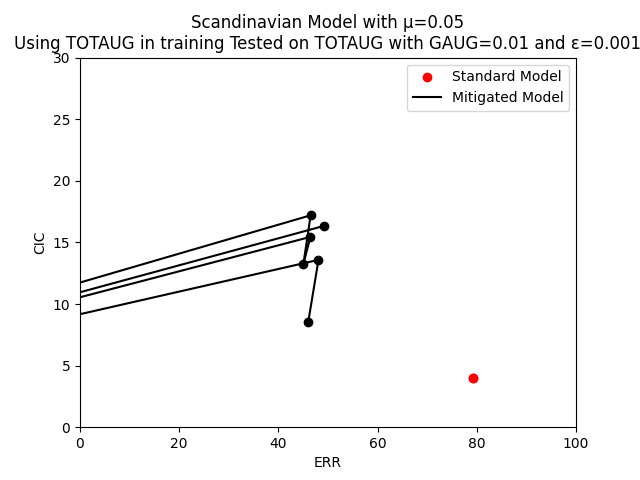 Scandinavian Model with μ=0.05
Using TOTAUG in training Tested on TOTAUG with GAUG=0.01 and ε=0.001
Standard Model
Mitigated Model
30
25
20
15
10
5
0
CIC
0 20 40 60 80 100
ERR